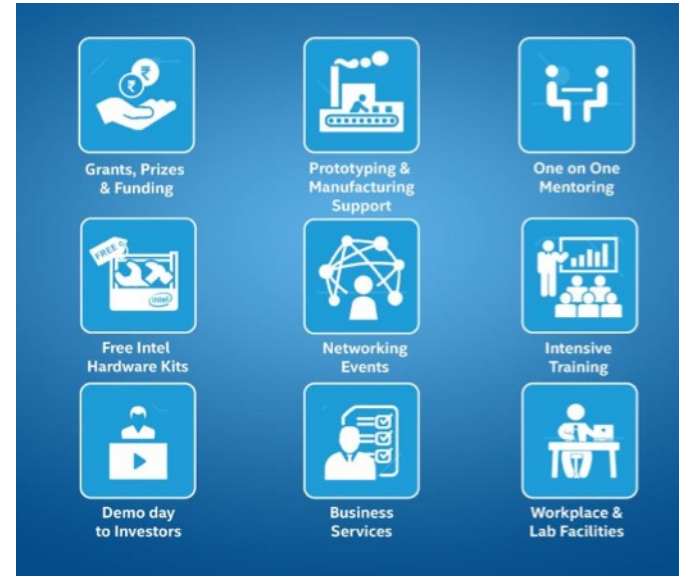 ₹
₹
Grants, Prizes
& Funding
Prototyping &
Manufacturing
Support
One on One
Mentoring
FREE
intel
Free Intel
Hardware Kits
Networking
Events
Intensive
Training
Demo day
to Investors
Business
Services
Workplace &
Lab Facilities